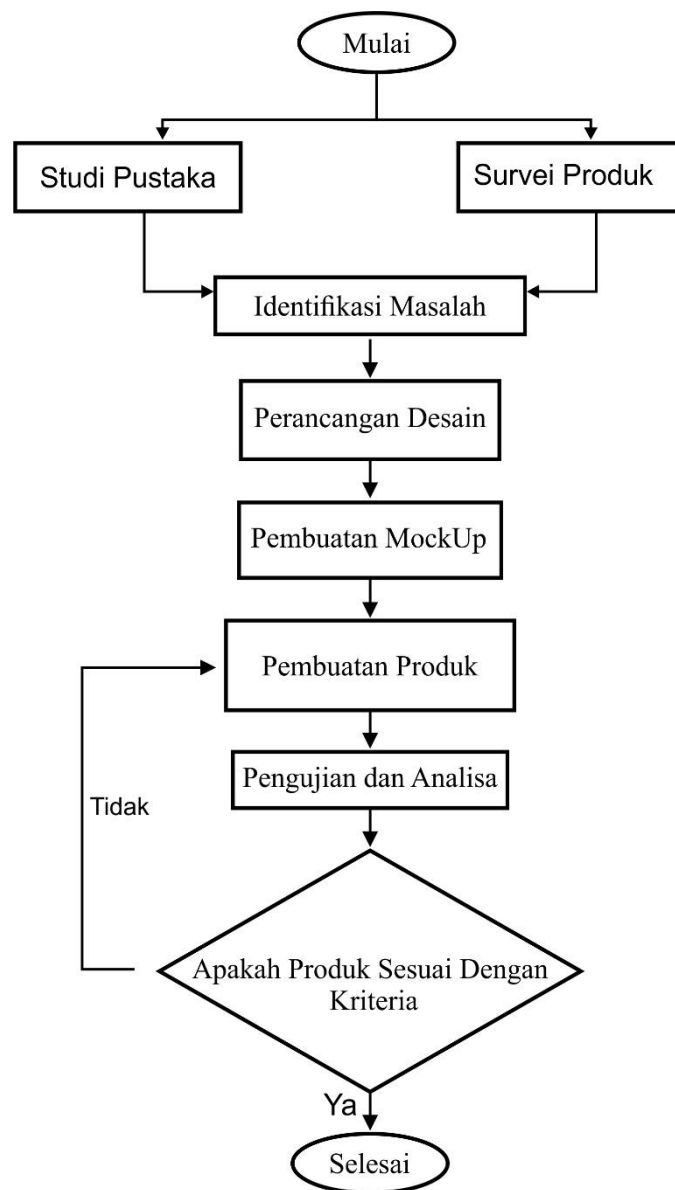 Mulai
Studi Pustaka
Survei Produk
Identifikasi Masalah
Perancangan Desain
Pembuatan MockUp
Pembuatan Produk
Pengujian dan Analisa
Tidak
Apakah Produk Sesuai Dengan
Kriteria
Ya
Selesai